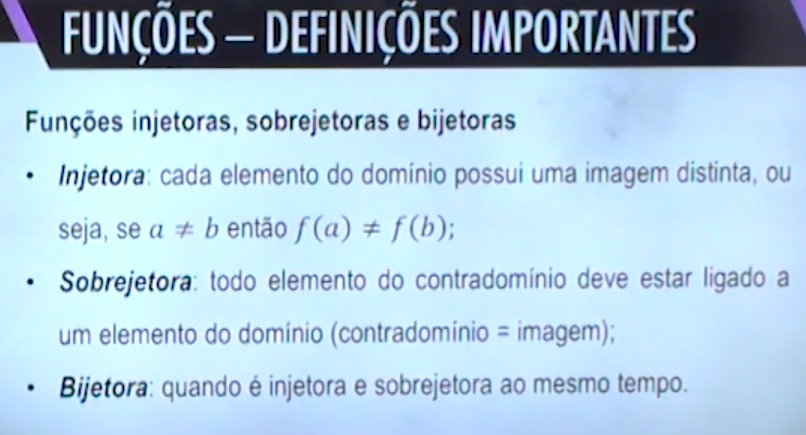 FUNÇÕES – DEFINIÇÕES IMPORTANTES
Funções injetoras, sobrejetoras e bijetoras
• Injetora: cada elemento do domínio possui uma imagem distinta, ou
seja, se a ≠ b então f(a) ≠ f(b);
• Sobrejetora: todo elemento do contradomínio deve estar ligado a
um elemento do domínio (contradomínio = imagem);
• Bijetora: quando é injetora e sobrejetora ao mesmo tempo.